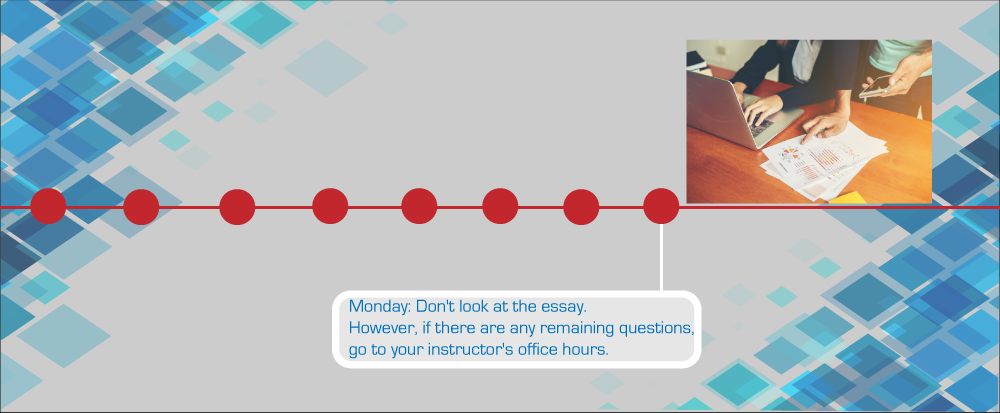 Monday: Don't look at the essay.
However, if there are any remaining questions,
go to your instructor's office hours.